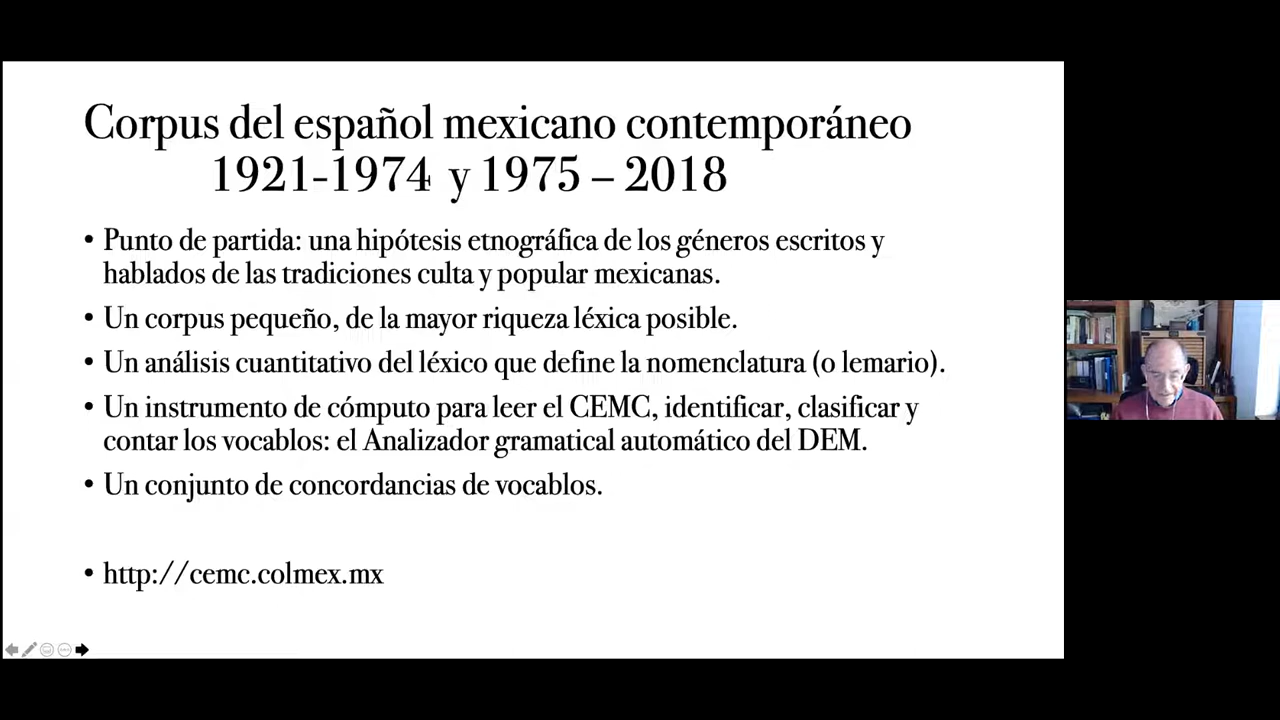 Corpus del español mexicano contemporáneo
1921-1974 y 1975 – 2018
• Punto de partida: una hipótesis etnográfica de los géneros escritos y
hablados de las tradiciones culta y popular mexicanas.
• Un corpus pequeño, de la mayor riqueza léxica posible.
• Un análisis cuantitativo del léxico que define la nomenclatura (o lemario).
• Un instrumento de cómputo para leer el CEMC, identificar, clasificar y
contar los vocablos: el Analizador gramatical automático del DEM.
• Un conjunto de concordancias de vocablos.
• http://cemc.colmex.mx